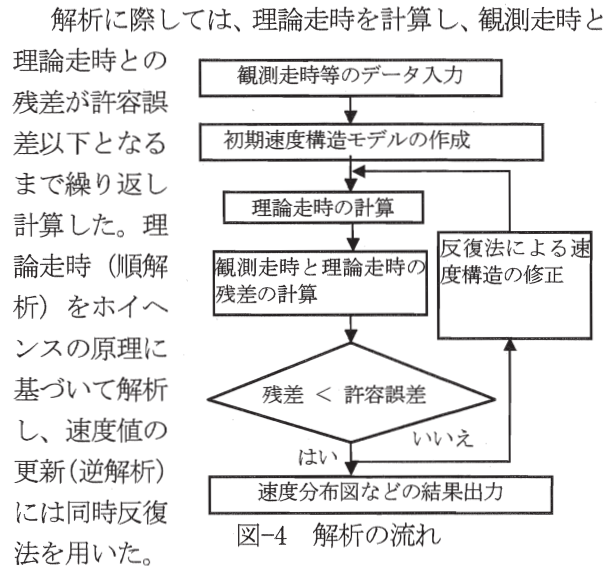 解析に際しては、理論走時を計算し、観測走時と
理論走時との
残差が許容誤
差以下となる
まで繰り返し
計算した。理
論走時（順解
析）をホイヘ
ンスの原理に
基づいて解析
し、速度値の
更新(逆解析)
には同時反復
法を用いた。
観測走時等のデータ入力
初期速度構造モデルの作成
理論走時の計算
観測走時と理論走時の
残差の計算
反復法による速
度構造の修正
残差 ＜ 許容誤差
いいえ
はい
速度分布図などの結果出力
図-4　解析の流れ